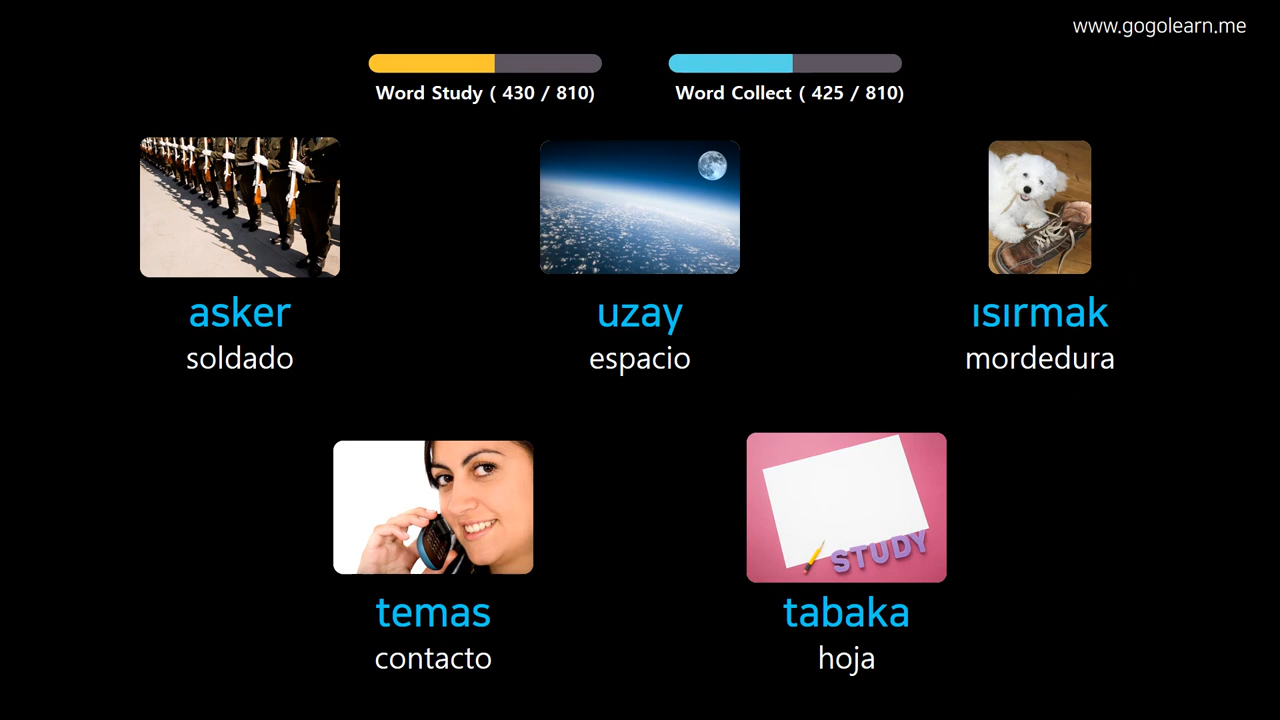 www.gogolearn.me
Word Study ( 430 / 810)
Word Collect ( 425 / 810)
asker
soldado
uzay
espacio
ısırmak
mordedura
STUDY
temas
contacto
tabaka
hoja